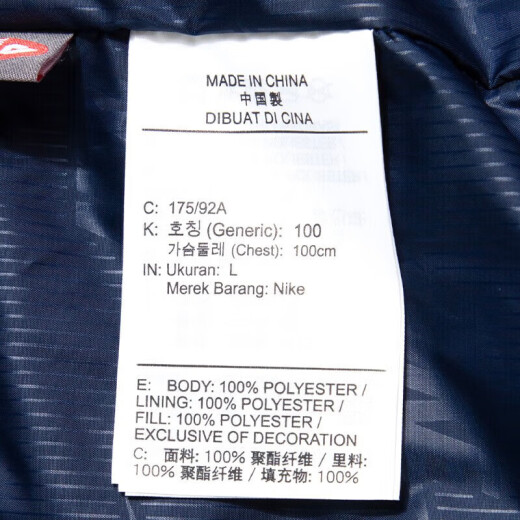 MADE IN CHINA
中国製
DIBUAT DI CINA
C: 175/92A
K: 호칭 (Generic): 100
가슴둘레 (Chest): 100cm
IN: Ukuran: L
Merek Barang: Nike
E: BODY: 100% POLYESTER /
LINING: 100% POLYESTER /
FILL: 100% POLYESTER /
EXCLUSIVE OF DECORATION
C: 面料: 100% 聚酯纤维 / 里料:
100% 聚酯纤维 / 填充物: 100%